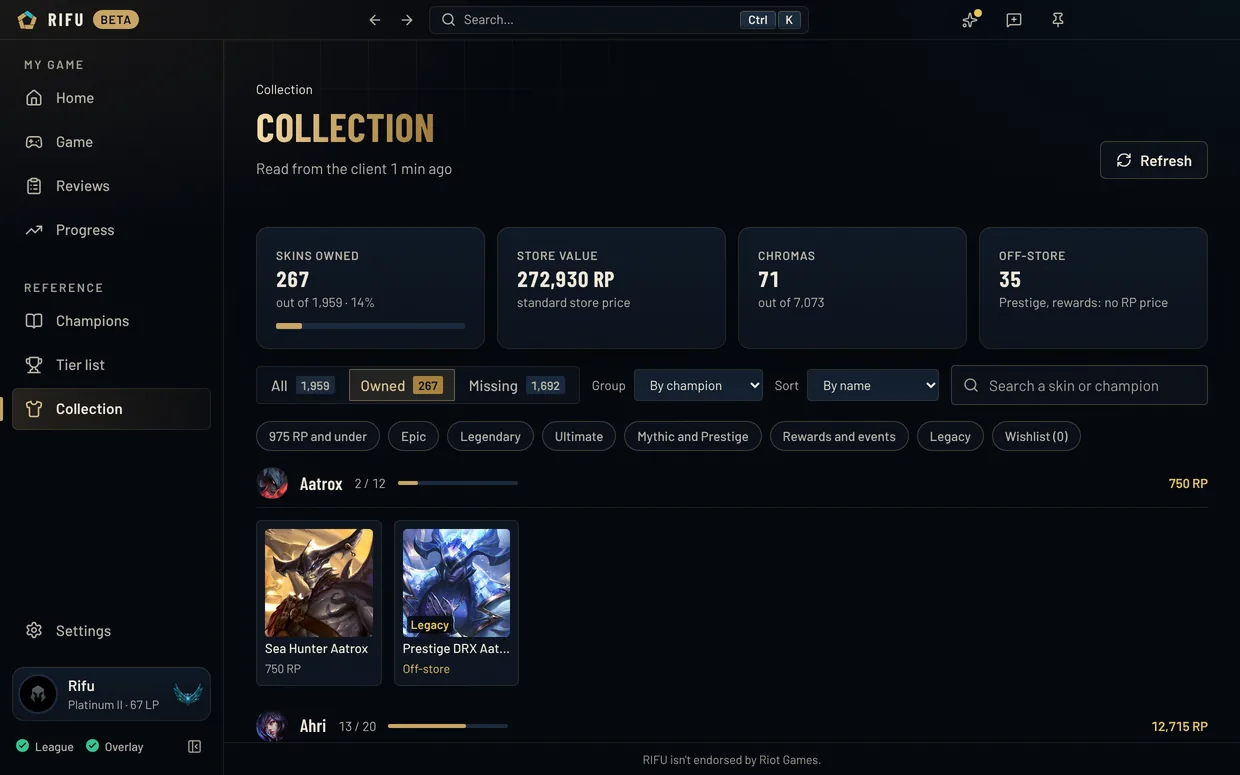 RIFU BETA
Search... Ctrl K
MY GAME
Home
Game
Reviews
Progress
REFERENCE
Champions
Tier list
Collection
Settings
Rifu
Platinum II · 67 LP
League Overlay
Collection
COLLECTION
Read from the client 1 min ago
Refresh
SKINS OWNED
267
out of 1,959 · 14%
STORE VALUE
272,930 RP
standard store price
CHROMAS
71
out of 7,073
OFF-STORE
35
Prestige, rewards: no RP price
All 1,959 Owned 267 Missing 1,692 Group By champion Sort By name Search a skin or champion
975 RP and under Epic Legendary Ultimate Mythic and Prestige Rewards and events Legacy Wishlist (0)
Aatrox 2 / 12 750 RP
Sea Hunter Aatrox
750 RP
Legacy
Prestige DRX Aat...
Off-store
Ahri 13 / 20 12,715 RP
RIFU isn't endorsed by Riot Games.